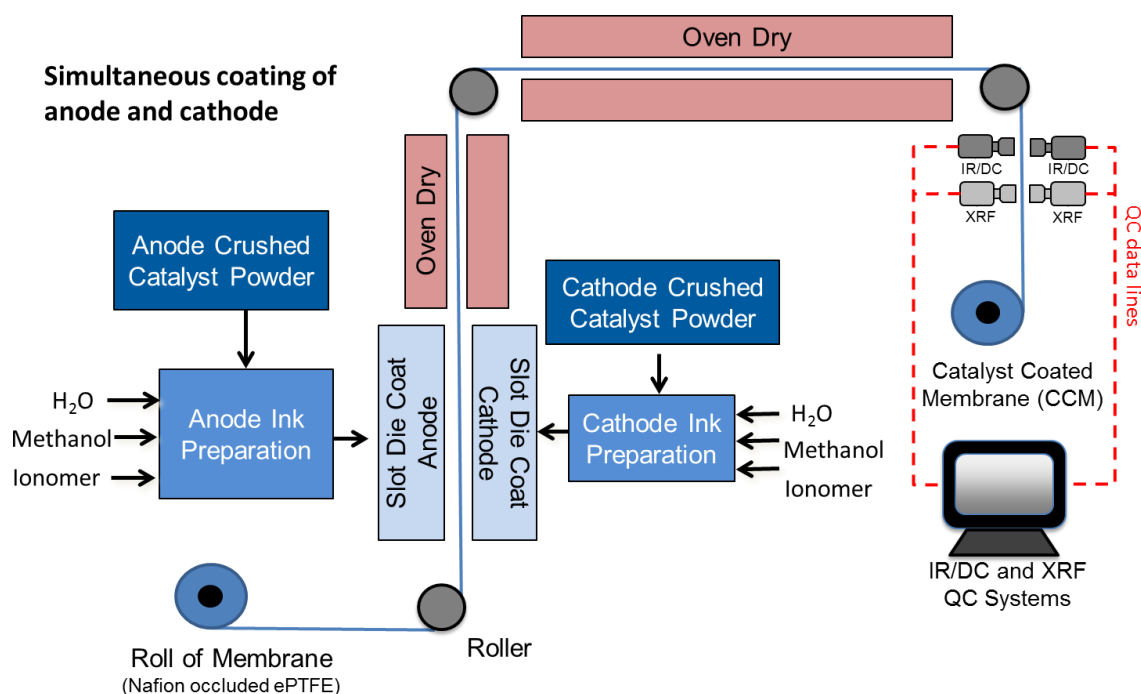 Simultaneous coating of
anode and cathode
Oven Dry
Oven Dry
IR/DC
IR/DC
XRF
XRF
QC data lines
Anode Crushed
Catalyst Powder
Cathode Crushed
Catalyst Powder
Slot Die Coat
Anode
Slot Die Coat
Cathode
H₂O
Methanol
Ionomer
Anode Ink
Preparation
Cathode Ink
Preparation
H₂O
Methanol
Ionomer
Catalyst Coated
Membrane (CCM)
IR/DC and XRF
QC Systems
Roller
Roll of Membrane
(Nafion occluded ePTFE)